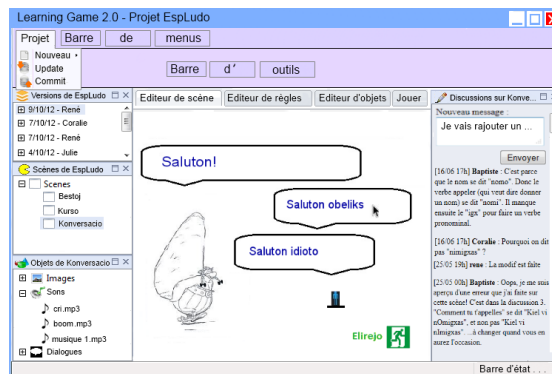 Learning Game 2.0 - Projet EspLudo
Projet Barre de menus
Nouveau
Update
Commit
Barre d' outils
Versions de EspLudo
9/10/12 - René
7/10/12 - Coralie
7/10/12 - René
4/10/12 - Julie
Scènes de EspLudo
Scenes
Bestoj
Kurso
Konversacio
Objets de Konversacio
Images
Sons
cri.mp3
boom.mp3
musique 1.mp3
Dialogues
Editeur de scène Editeur de règles Editeur d'objets Jouer
Saluton!
Saluton obeliks
Saluton idioto
Elirejo
Discussions sur Konve...
Nouveau message :
Je vais rajouter un ...
Envoyer
[16/06 17h] Baptiste : C'est parce
que le nom se dit "nomo". Donc le
verbe appeler (qui veut dire donner
un nom) se dit "nomi". Il manque
ensuite le "igx" pour faire un verbe
pronominal.
[16/06 17h] Coralie : Pourquoi on dit
pas "nimigxas" ?
[25/05 19h] rene : La modif est faite
[25/05 00h] Baptiste : Oops, je me suis
aperçu d'une erreur que j'ai faite sur
cette scène! C'est dans la discussion 3.
"Comment tu t'appelles" se dit "Kiel vi
nOmigxas", et non pas "Kiel vi
nImigxas"... à changer quand vous en
aurez l'occasion.
Barre d'état . . .